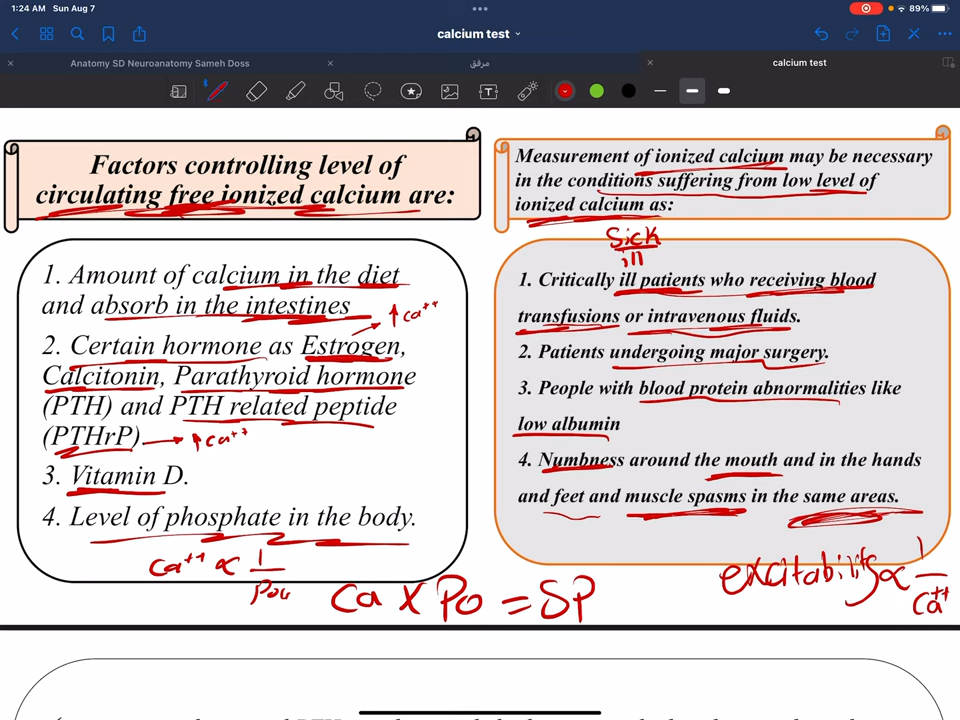 1:24 AM Sun Aug 7
89%
calcium test
Anatomy SD Neuroanatomy Sameh Doss
مرفق
calcium test
Factors controlling level of
circulating free ionized calcium are:
1. Amount of calcium in the diet
and absorb in the intestines
↑ Ca++
2. Certain hormone as Estrogen,
Calcitonin, Parathyroid hormone
(PTH) and PTH related peptide
(PTHrP) → ↑ Ca++
3. Vitamin D.
4. Level of phosphate in the body.
Ca++ ∝ 1/Po4
Ca X Po = SP
Measurement of ionized calcium may be necessary
in the conditions suffering from low level of
ionized calcium as:
Sick
ill
1. Critically ill patients who receiving blood
transfusions or intravenous fluids.
2. Patients undergoing major surgery.
3. People with blood protein abnormalities like
low albumin
4. Numbness around the mouth and in the hands
and feet and muscle spasms in the same areas.
excitability ∝ 1/Ca++